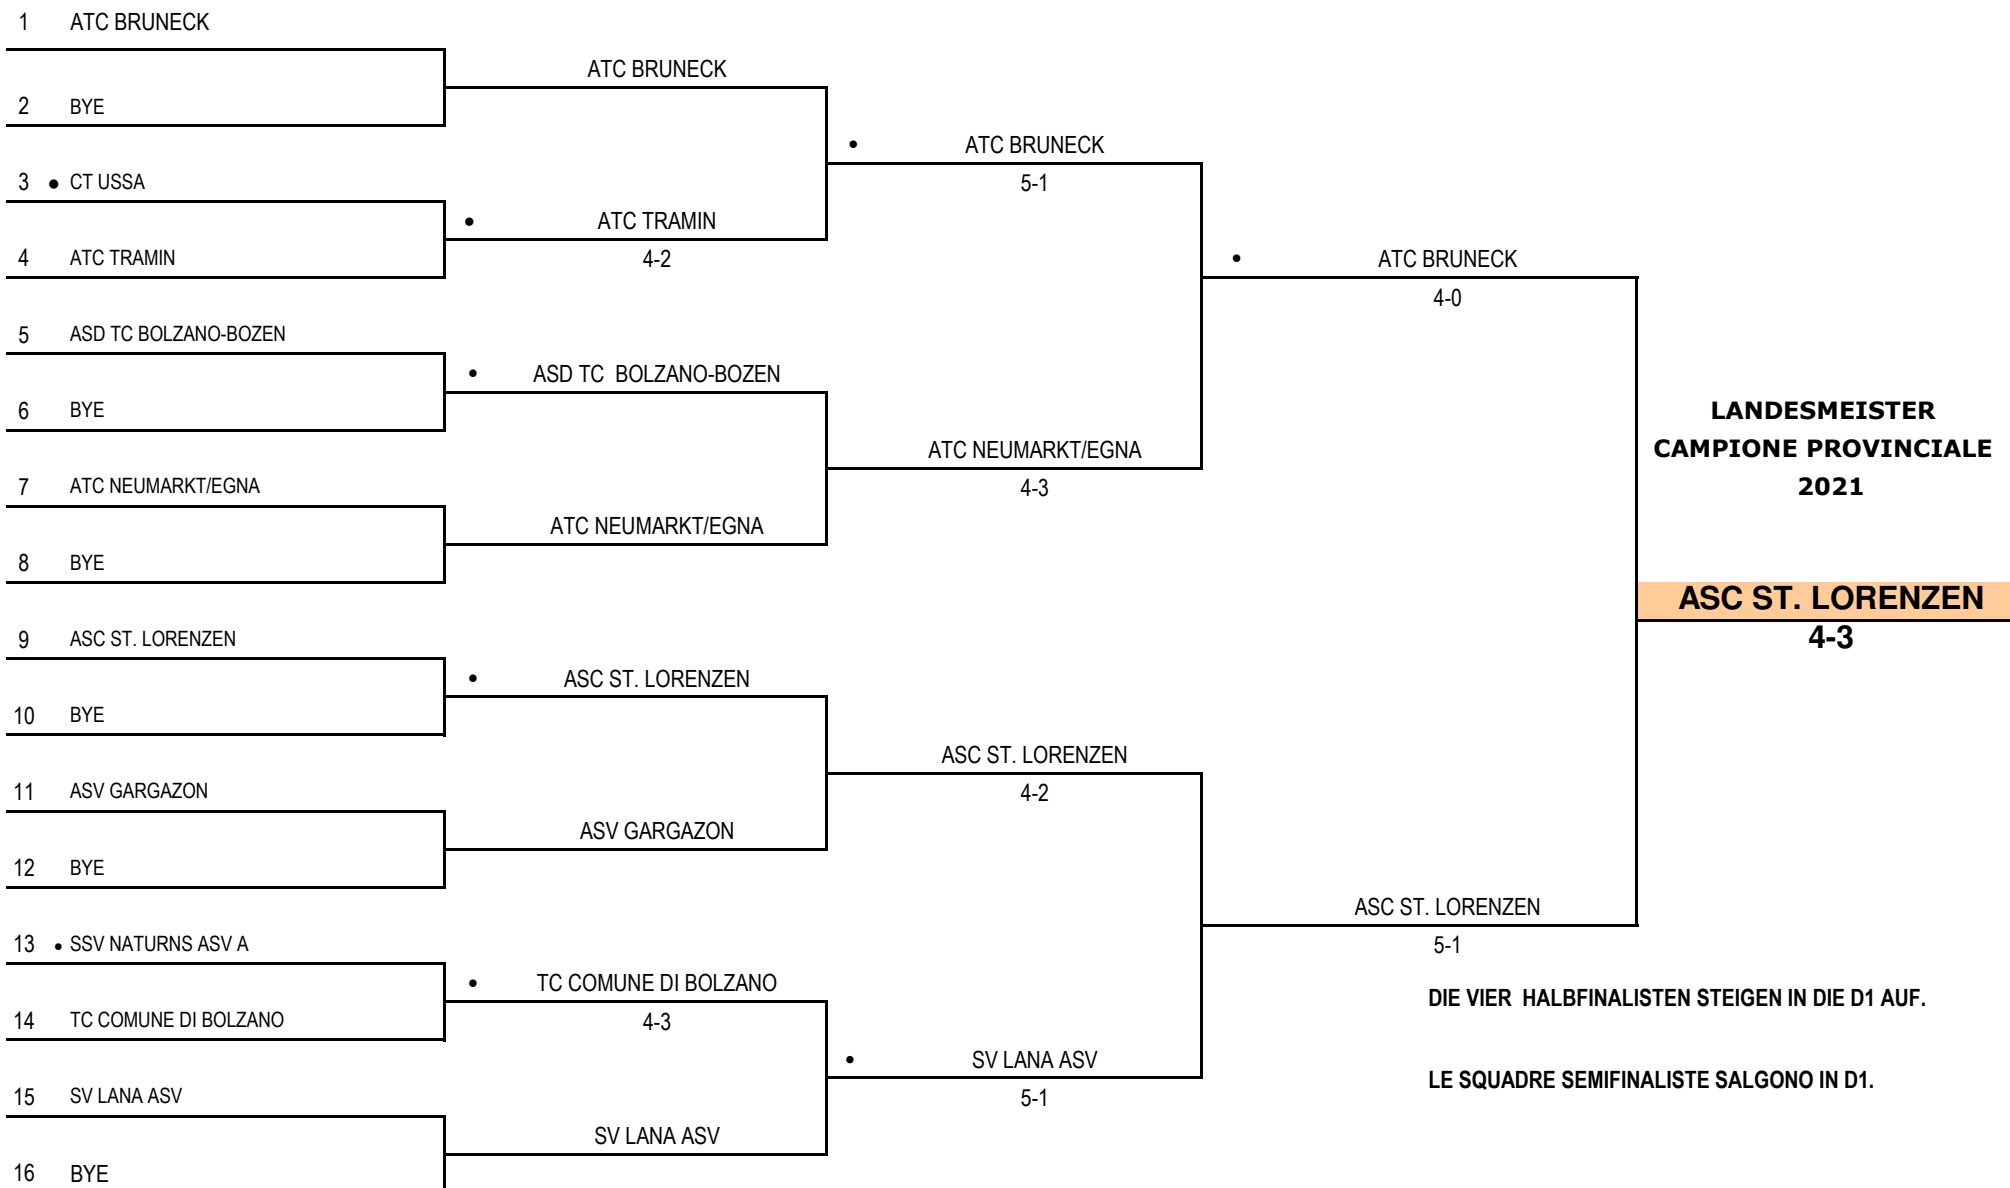 1 ATC BRUNECK
ATC BRUNECK
2 BYE
• ATC BRUNECK
5-1
3 • CT USSA
• ATC TRAMIN
4-2
4 ATC TRAMIN
• ATC BRUNECK
4-0
5 ASD TC BOLZANO-BOZEN
• ASD TC BOLZANO-BOZEN
6 BYE
ATC NEUMARKT/EGNA
4-3
7 ATC NEUMARKT/EGNA
ATC NEUMARKT/EGNA
8 BYE
LANDESMEISTER
CAMPIONE PROVINCIALE
2021
ASC ST. LORENZEN
4-3
9 ASC ST. LORENZEN
• ASC ST. LORENZEN
10 BYE
ASC ST. LORENZEN
4-2
11 ASV GARGAZON
ASV GARGAZON
12 BYE
ASC ST. LORENZEN
5-1
13 • SSV NATURNS ASV A
• TC COMUNE DI BOLZANO
4-3
14 TC COMUNE DI BOLZANO
• SV LANA ASV
5-1
15 SV LANA ASV
SV LANA ASV
16 BYE
DIE VIER HALBFINALISTEN STEIGEN IN DIE D1 AUF.
LE SQUADRE SEMIFINALISTE SALGONO IN D1.